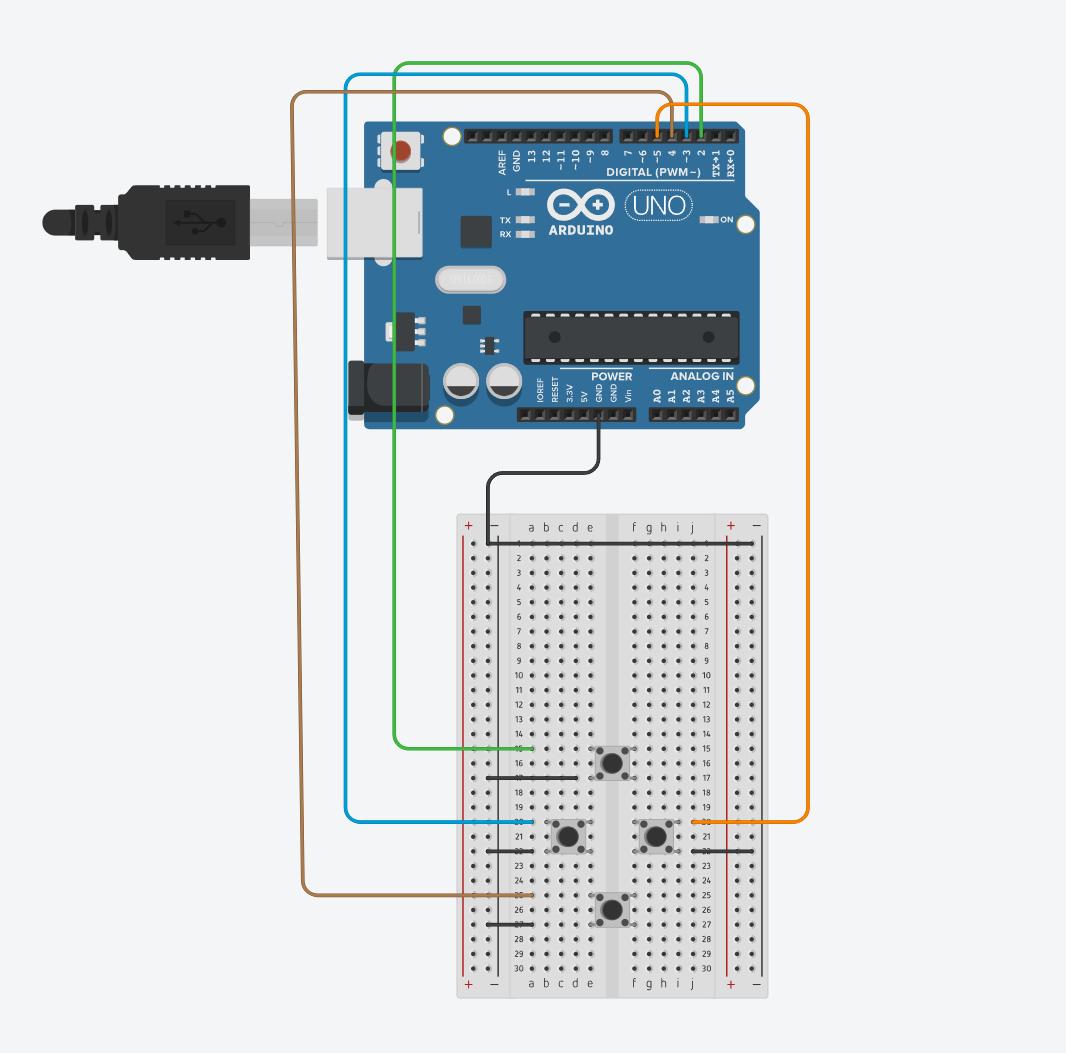 AREF
GND
13
12
~11
~10
~9
8
7
~6
~5
4
~3
2
TX→1
RX←0
DIGITAL (PWM~)
L
TX
RX
UNO
ON
ARDUINO
POWER
ANALOG IN
IOREF
RESET
3.3V
5V
GND
GND
Vin
A0
A1
A2
A3
A4
A5
+ − a b c d e f g h i j + −
1 1
2 2
3 3
4 4
5 5
6 6
7 7
8 8
9 9
10 10
11 11
12 12
13 13
14 14
15 15
16 16
17 17
18 18
19 19
20 20
21 21
22 22
23 23
24 24
25 25
26 26
27 27
28 28
29 29
30 30
+ − a b c d e f g h i j + −